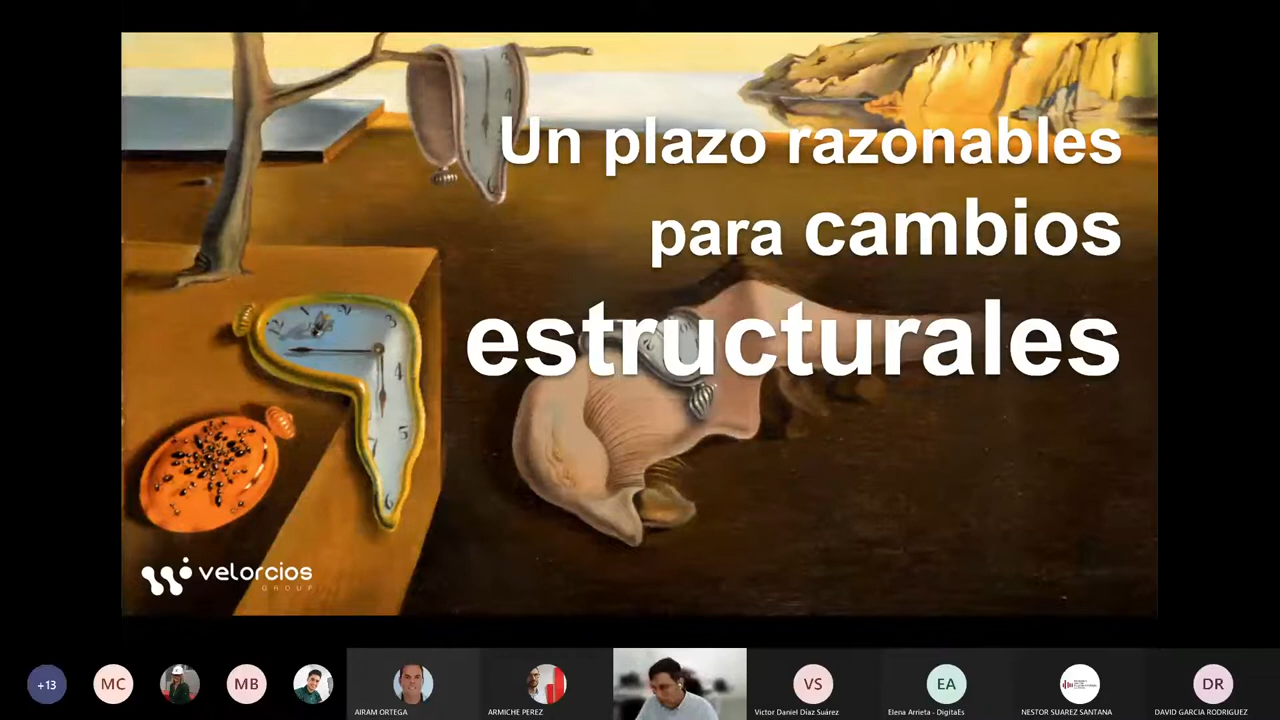 Un plazo razonables
para cambios
estructurales
velorcios
GROUP
+13
MC
MB
AIRAM ORTEGA
ARMICHE PEREZ
VS
Victor Daniel Díaz Suárez
EA
Elena Arrieta - DigitaEs
NESTOR SUAREZ SANTANA
DR
DAVID GARCIA RODRIGUEZ